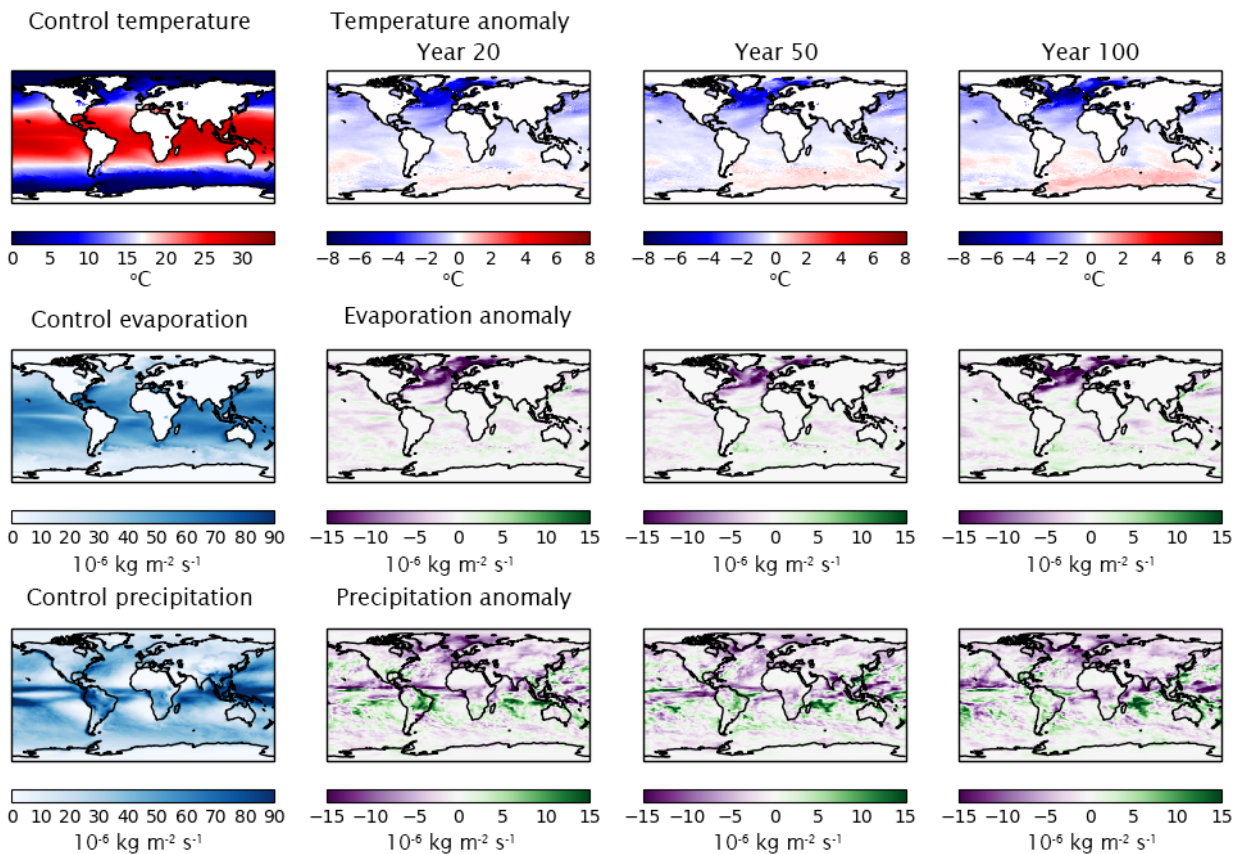 Control temperature
Temperature anomaly
Year 20
Year 50
Year 100
0 5 10 15 20 25 30
−8 −6 −4 −2 0 2 4 6 8
−8 −6 −4 −2 0 2 4 6 8
−8 −6 −4 −2 0 2 4 6 8
°C
°C
°C
°C
Control evaporation
Evaporation anomaly
0 10 20 30 40 50 60 70 80 90
−15 −10 −5 0 5 10 15
−15 −10 −5 0 5 10 15
−15 −10 −5 0 5 10 15
10⁻⁶ kg m⁻² s⁻¹
10⁻⁶ kg m⁻² s⁻¹
10⁻⁶ kg m⁻² s⁻¹
10⁻⁶ kg m⁻² s⁻¹
Control precipitation
Precipitation anomaly
0 10 20 30 40 50 60 70 80 90
−15 −10 −5 0 5 10 15
−15 −10 −5 0 5 10 15
−15 −10 −5 0 5 10 15
10⁻⁶ kg m⁻² s⁻¹
10⁻⁶ kg m⁻² s⁻¹
10⁻⁶ kg m⁻² s⁻¹
10⁻⁶ kg m⁻² s⁻¹